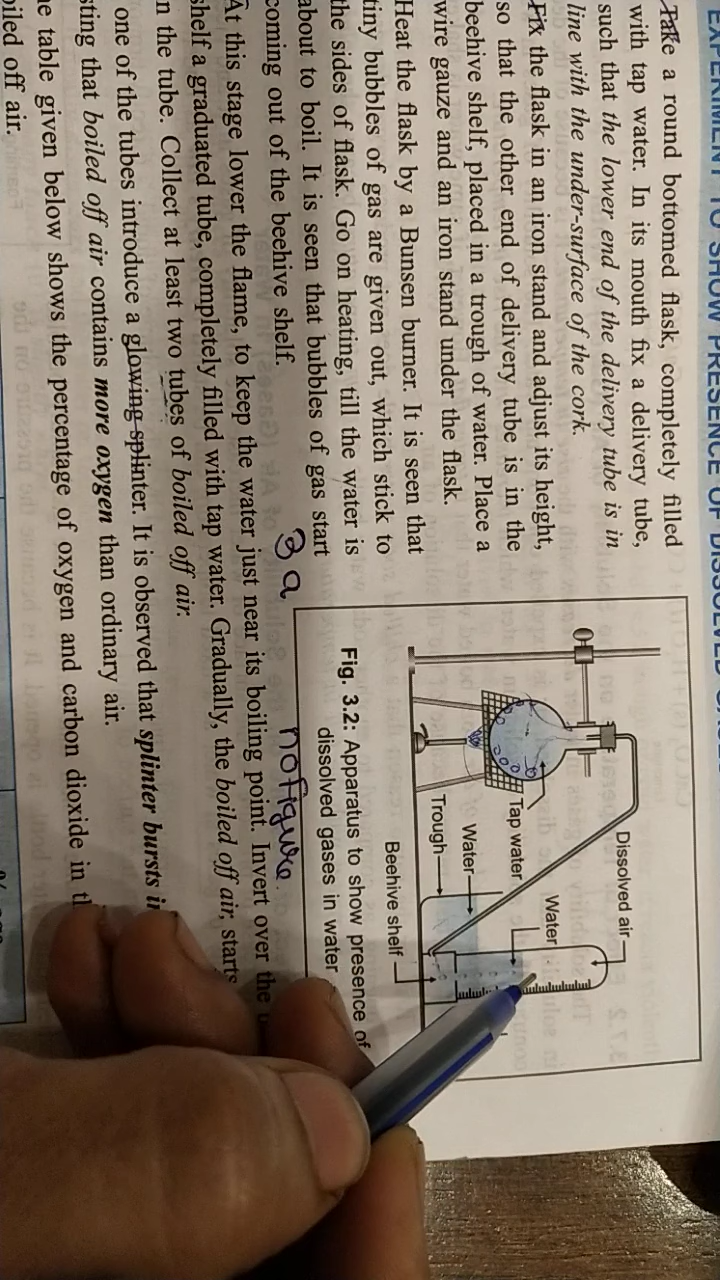 EXPERIMENT TO SHOW PRESENCE OF DISSOLVED
Take a round bottomed flask, completely filled
with tap water. In its mouth fix a delivery tube,
such that the lower end of the delivery tube is in
line with the under-surface of the cork.
Fix the flask in an iron stand and adjust its height,
so that the other end of delivery tube is in the
beehive shelf, placed in a trough of water. Place a
wire gauze and an iron stand under the flask.
Heat the flask by a Bunsen burner. It is seen that
tiny bubbles of gas are given out, which stick to
the sides of flask. Go on heating, till the water is
about to boil. It is seen that bubbles of gas start
coming out of the beehive shelf.
At this stage lower the flame, to keep the water just near its boiling point. Invert over the
shelf a graduated tube, completely filled with tap water. Gradually, the boiled off air, starts
n the tube. Collect at least two tubes of boiled off air.
one of the tubes introduce a glowing splinter. It is observed that splinter bursts in
sting that boiled off air contains more oxygen than ordinary air.
e table given below shows the percentage of oxygen and carbon dioxide in th
oiled off air.
Dissolved air
Water
Tap water
Water
Trough
Beehive shelf
Fig. 3.2: Apparatus to show presence of
dissolved gases in water
3a
no figure